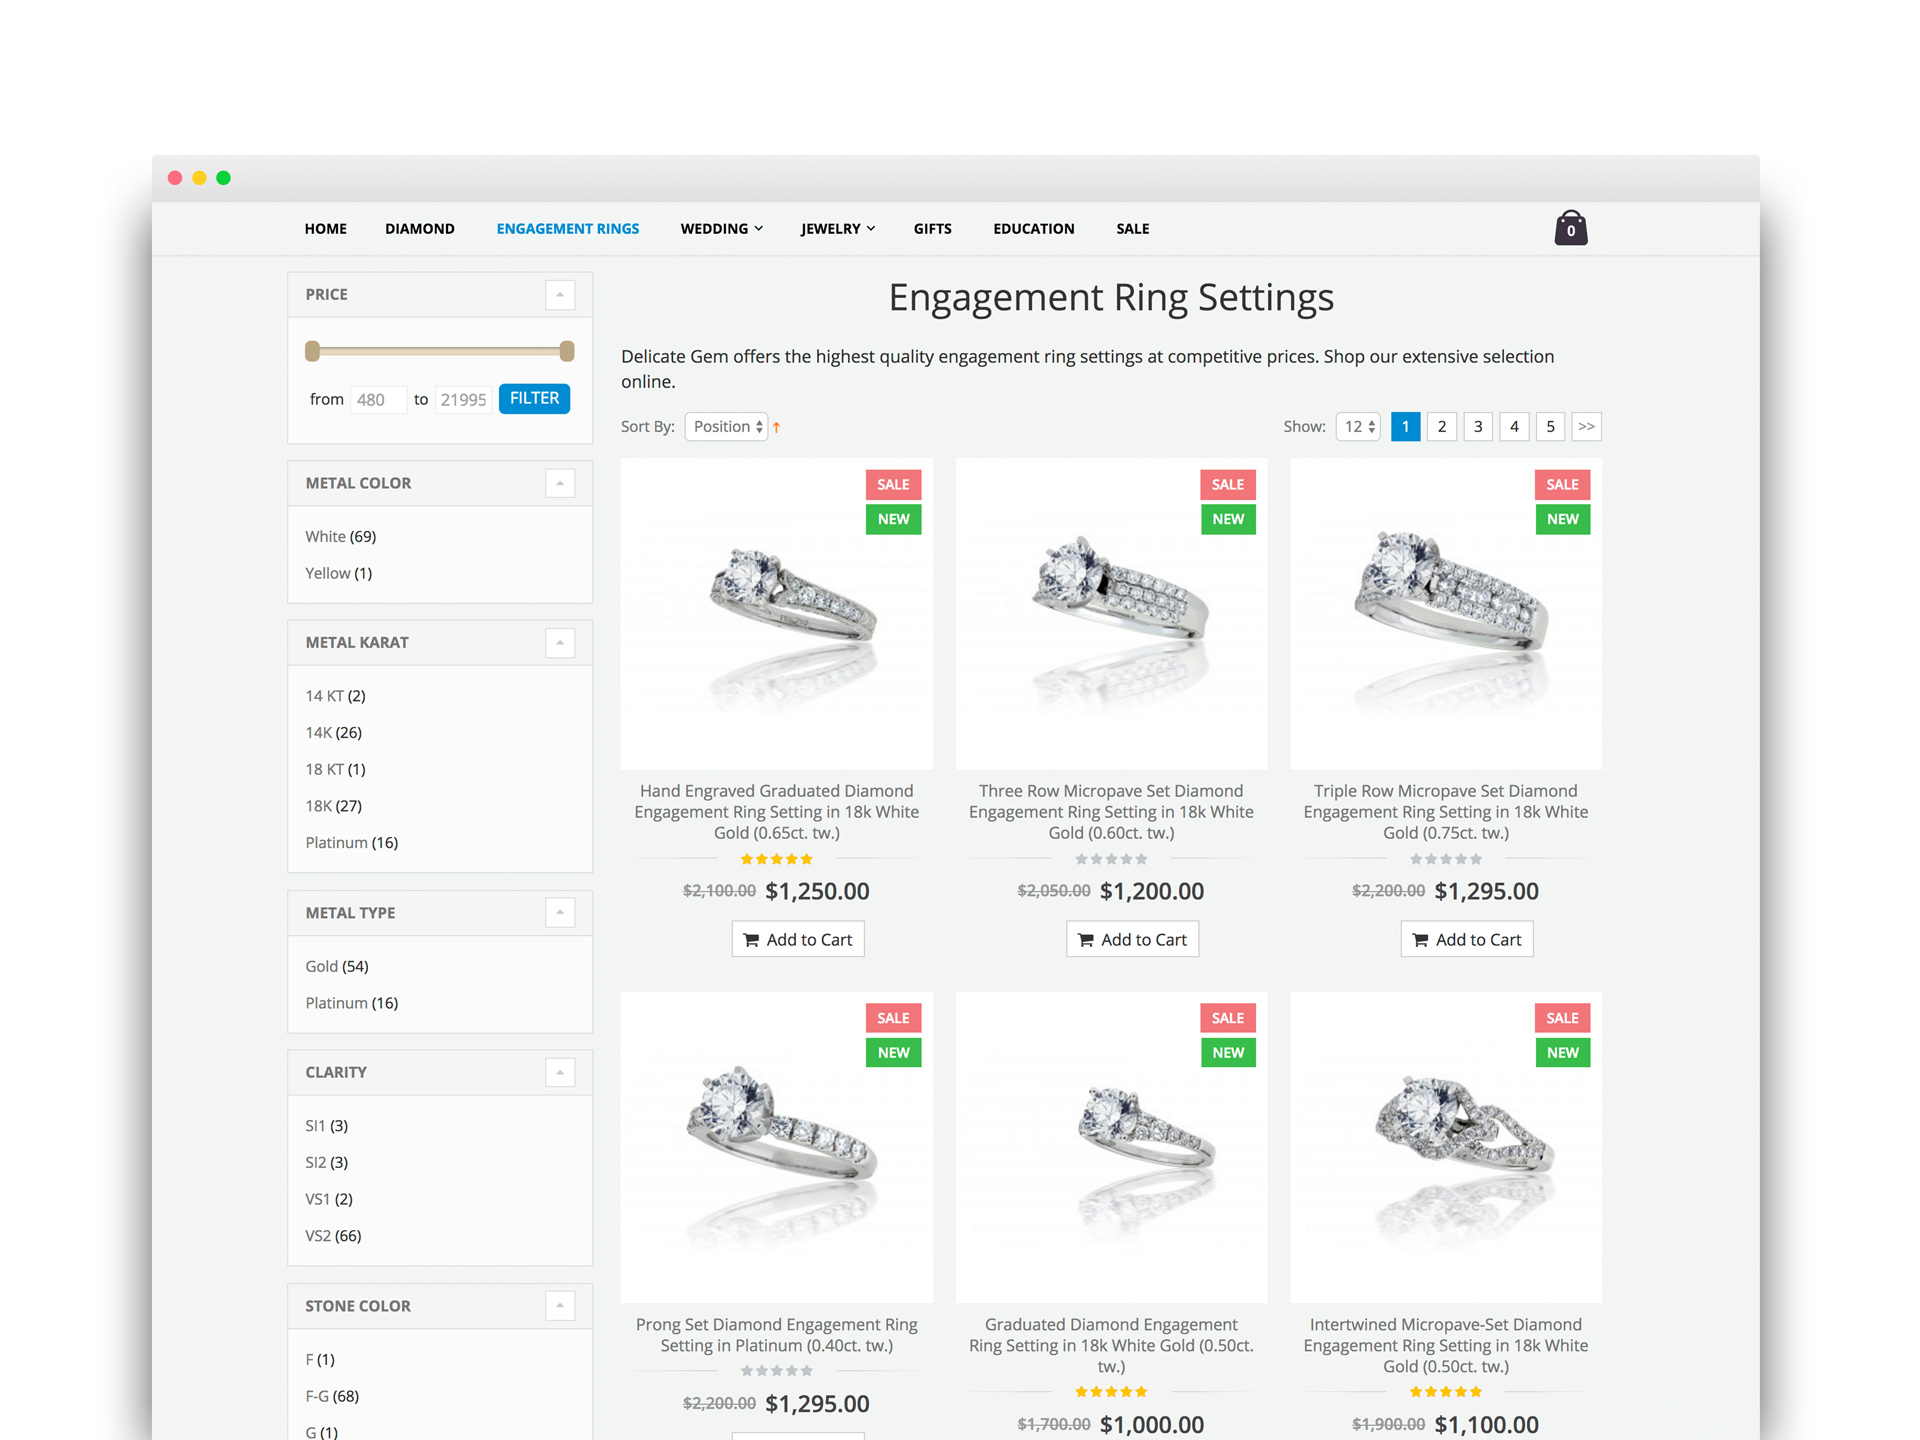 HOME DIAMOND ENGAGEMENT RINGS WEDDING JEWELRY GIFTS EDUCATION SALE 0
PRICE
from 480 to 21995 FILTER
METAL COLOR
White (69)
Yellow (1)
METAL KARAT
14 KT (2)
14K (26)
18 KT (1)
18K (27)
Platinum (16)
METAL TYPE
Gold (54)
Platinum (16)
CLARITY
SI1 (3)
SI2 (3)
VS1 (2)
VS2 (66)
STONE COLOR
F (1)
F-G (68)
G (1)
Engagement Ring Settings
Delicate Gem offers the highest quality engagement ring settings at competitive prices. Shop our extensive selection
online.
Sort By: Position Show: 12 1 2 3 4 5 >>
SALE
NEW
Hand Engraved Graduated Diamond
Engagement Ring Setting in 18k White
Gold (0.65ct. tw.)
$2,100.00 $1,250.00
Add to Cart
SALE
NEW
Three Row Micropave Set Diamond
Engagement Ring Setting in 18k White
Gold (0.60ct. tw.)
$2,050.00 $1,200.00
Add to Cart
SALE
NEW
Triple Row Micropave Set Diamond
Engagement Ring Setting in 18k White
Gold (0.75ct. tw.)
$2,200.00 $1,295.00
Add to Cart
SALE
NEW
Prong Set Diamond Engagement Ring
Setting in Platinum (0.40ct. tw.)
$2,200.00 $1,295.00
SALE
NEW
Graduated Diamond Engagement
Ring Setting in 18k White Gold (0.50ct.
tw.)
$1,700.00 $1,000.00
SALE
NEW
Intertwined Micropave-Set Diamond
Engagement Ring Setting in 18k White
Gold (0.50ct. tw.)
$1,900.00 $1,100.00